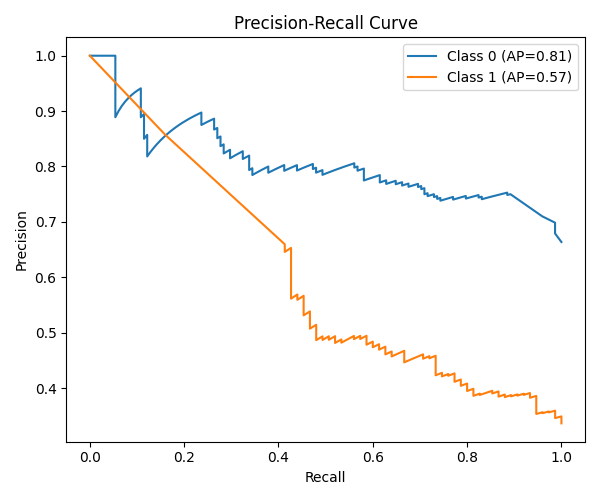 Precision-Recall Curve
Class 0 (AP=0.81)
Class 1 (AP=0.57)
1.0
0.9
0.8
0.7
0.6
0.5
0.4
Precision
0.0 0.2 0.4 0.6 0.8 1.0
Recall